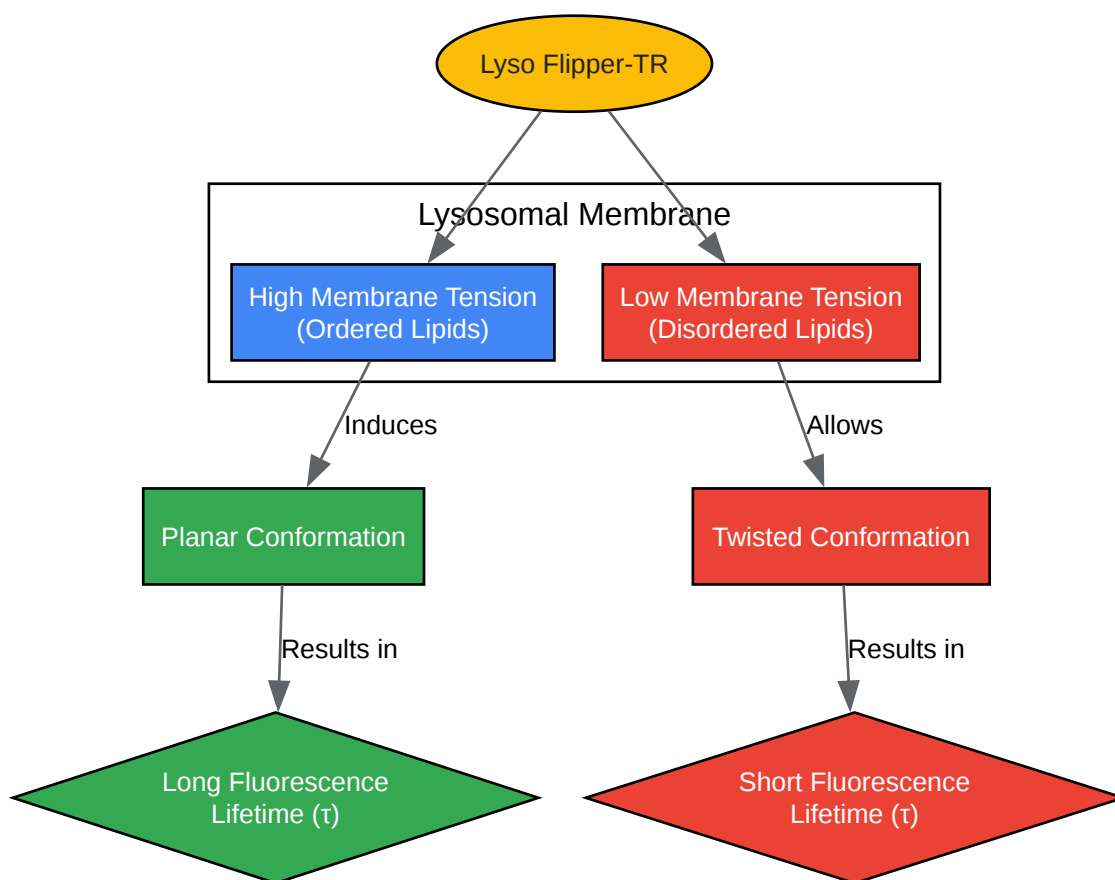 Lyso Flipper-TR
Lysosomal Membrane
High Membrane Tension
(Ordered Lipids)
Low Membrane Tension
(Disordered Lipids)
Induces
Allows
Planar Conformation
Twisted Conformation
Results in
Results in
Long Fluorescence
Lifetime (τ)
Short Fluorescence
Lifetime (τ)